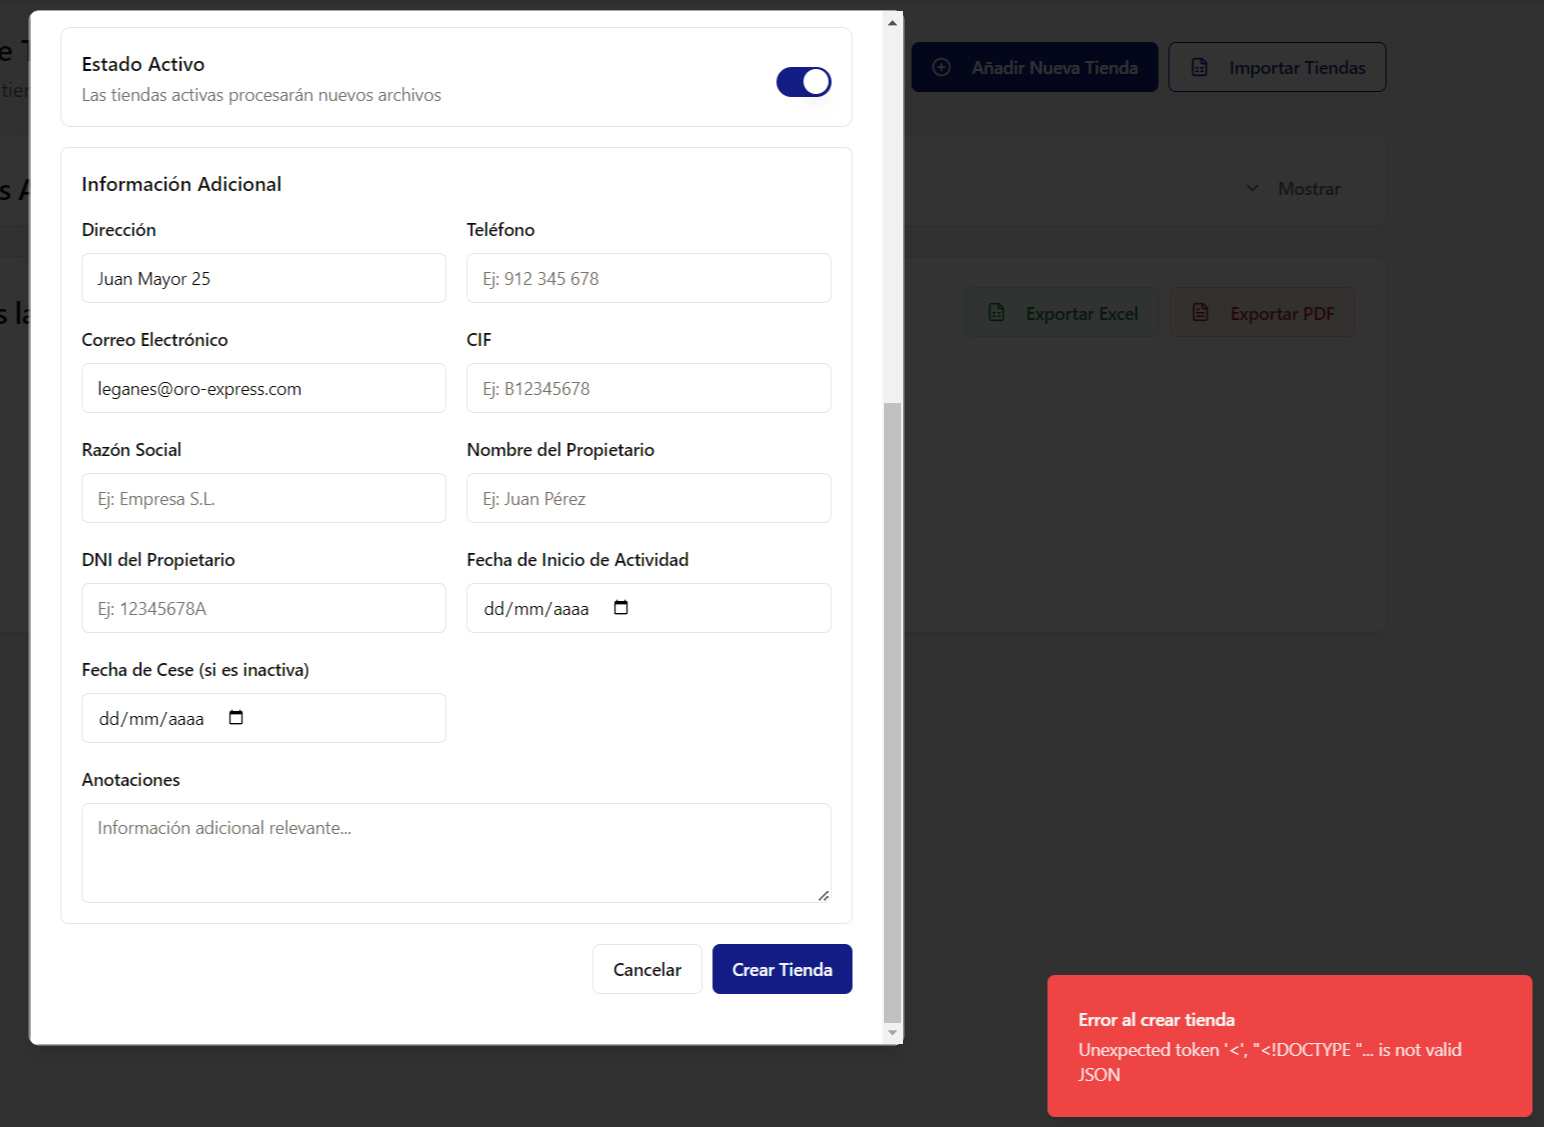 Estado Activo
Las tiendas activas procesarán nuevos archivos
Información Adicional
Dirección
Teléfono
Juan Mayor 25
Ej: 912 345 678
Correo Electrónico
CIF
leganes@oro-express.com
Ej: B12345678
Razón Social
Nombre del Propietario
Ej: Empresa S.L.
Ej: Juan Pérez
DNI del Propietario
Fecha de Inicio de Actividad
Ej: 12345678A
dd/mm/aaaa
Fecha de Cese (si es inactiva)
dd/mm/aaaa
Anotaciones
Información adicional relevante...
Cancelar
Crear Tienda
Añadir Nueva Tienda
Importar Tiendas
Mostrar
Exportar Excel
Exportar PDF
Error al crear tienda
Unexpected token '<', "<!DOCTYPE "... is not valid
JSON